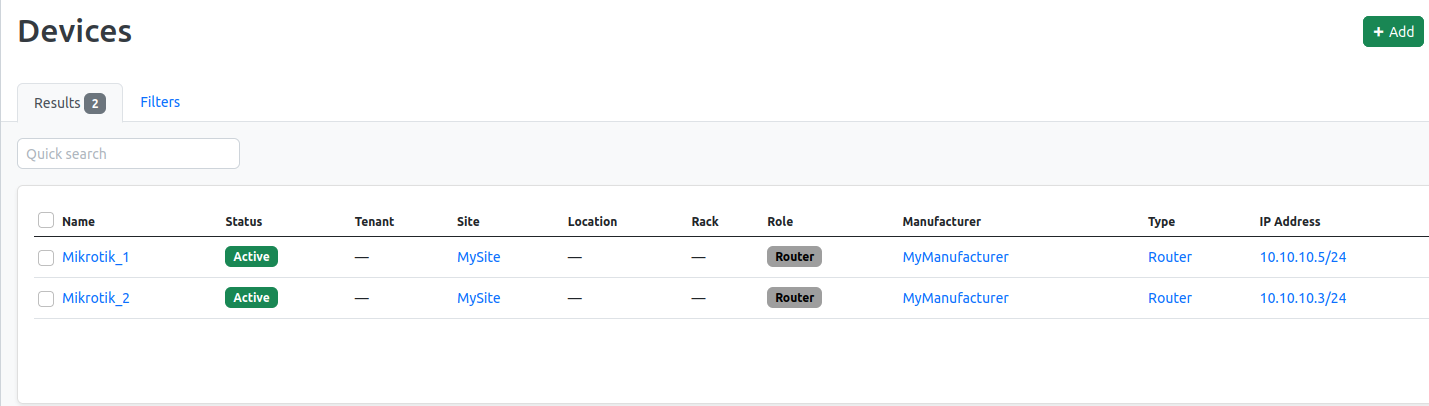 Devices
+ Add
Results 2 Filters
Quick search
Name Status Tenant Site Location Rack Role Manufacturer Type IP Address
Mikrotik_1 Active — MySite — — Router MyManufacturer Router 10.10.10.5/24
Mikrotik_2 Active — MySite — — Router MyManufacturer Router 10.10.10.3/24